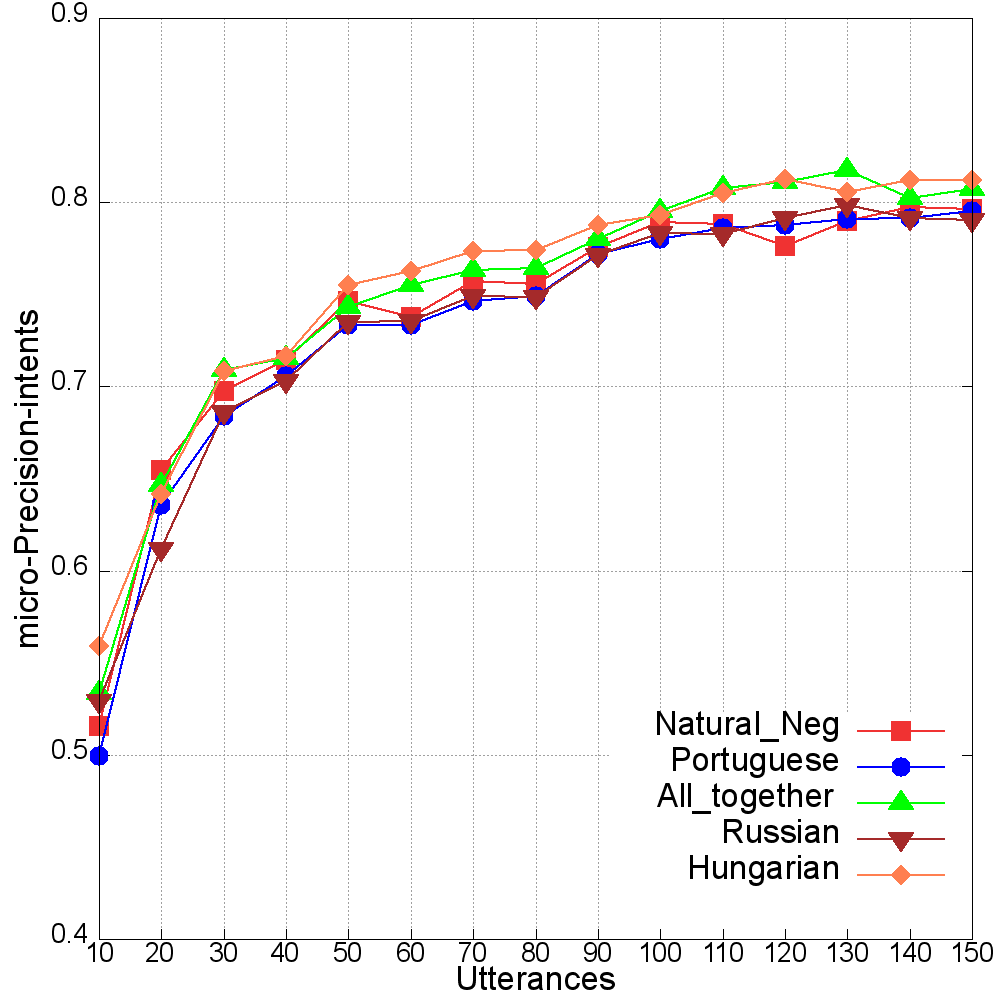 0.9
0.8
0.7
0.6
0.5
0.4
micro-Precision-intents
Natural_Neg
Portuguese
All_together
Russian
Hungarian
10 20 30 40 50 60 70 80 90 100 110 120 130 140 150
Utterances